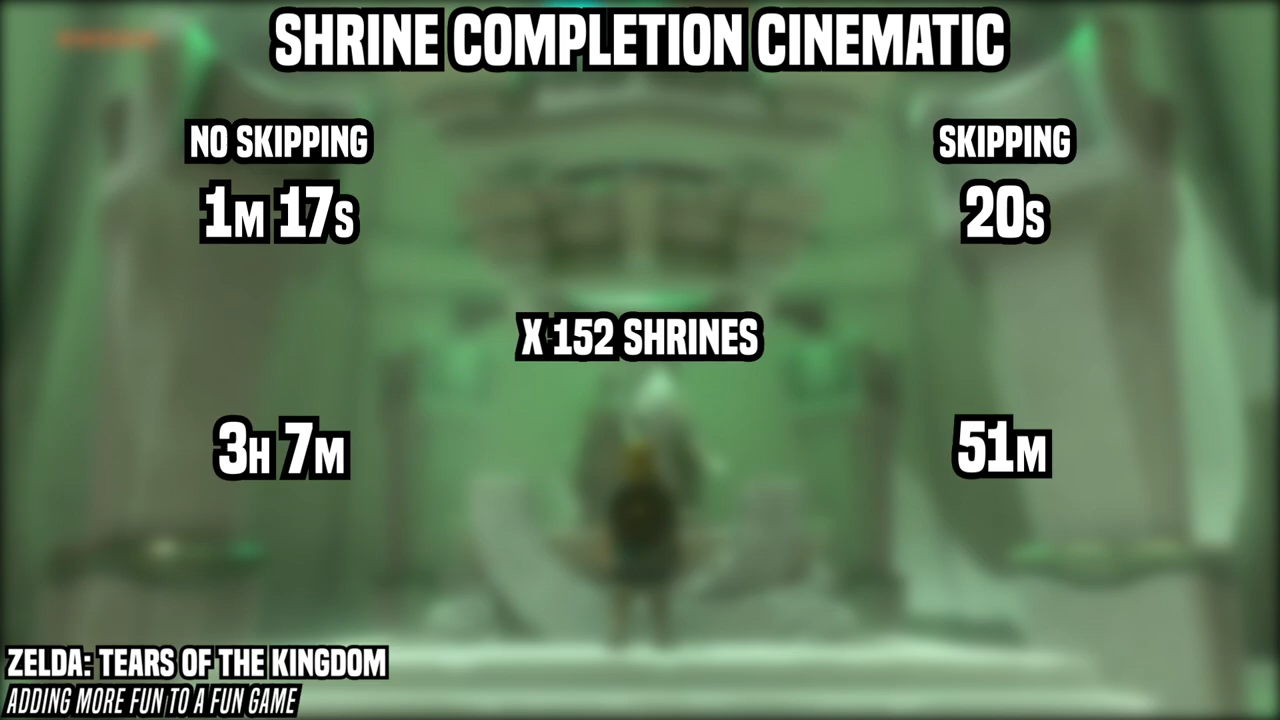 SHRINE COMPLETION CINEMATIC
NO SKIPPING
SKIPPING
1M 17S
20S
X 152 SHRINES
3H 7M
51M
ZELDA: TEARS OF THE KINGDOM
ADDING MORE FUN TO A FUN GAME